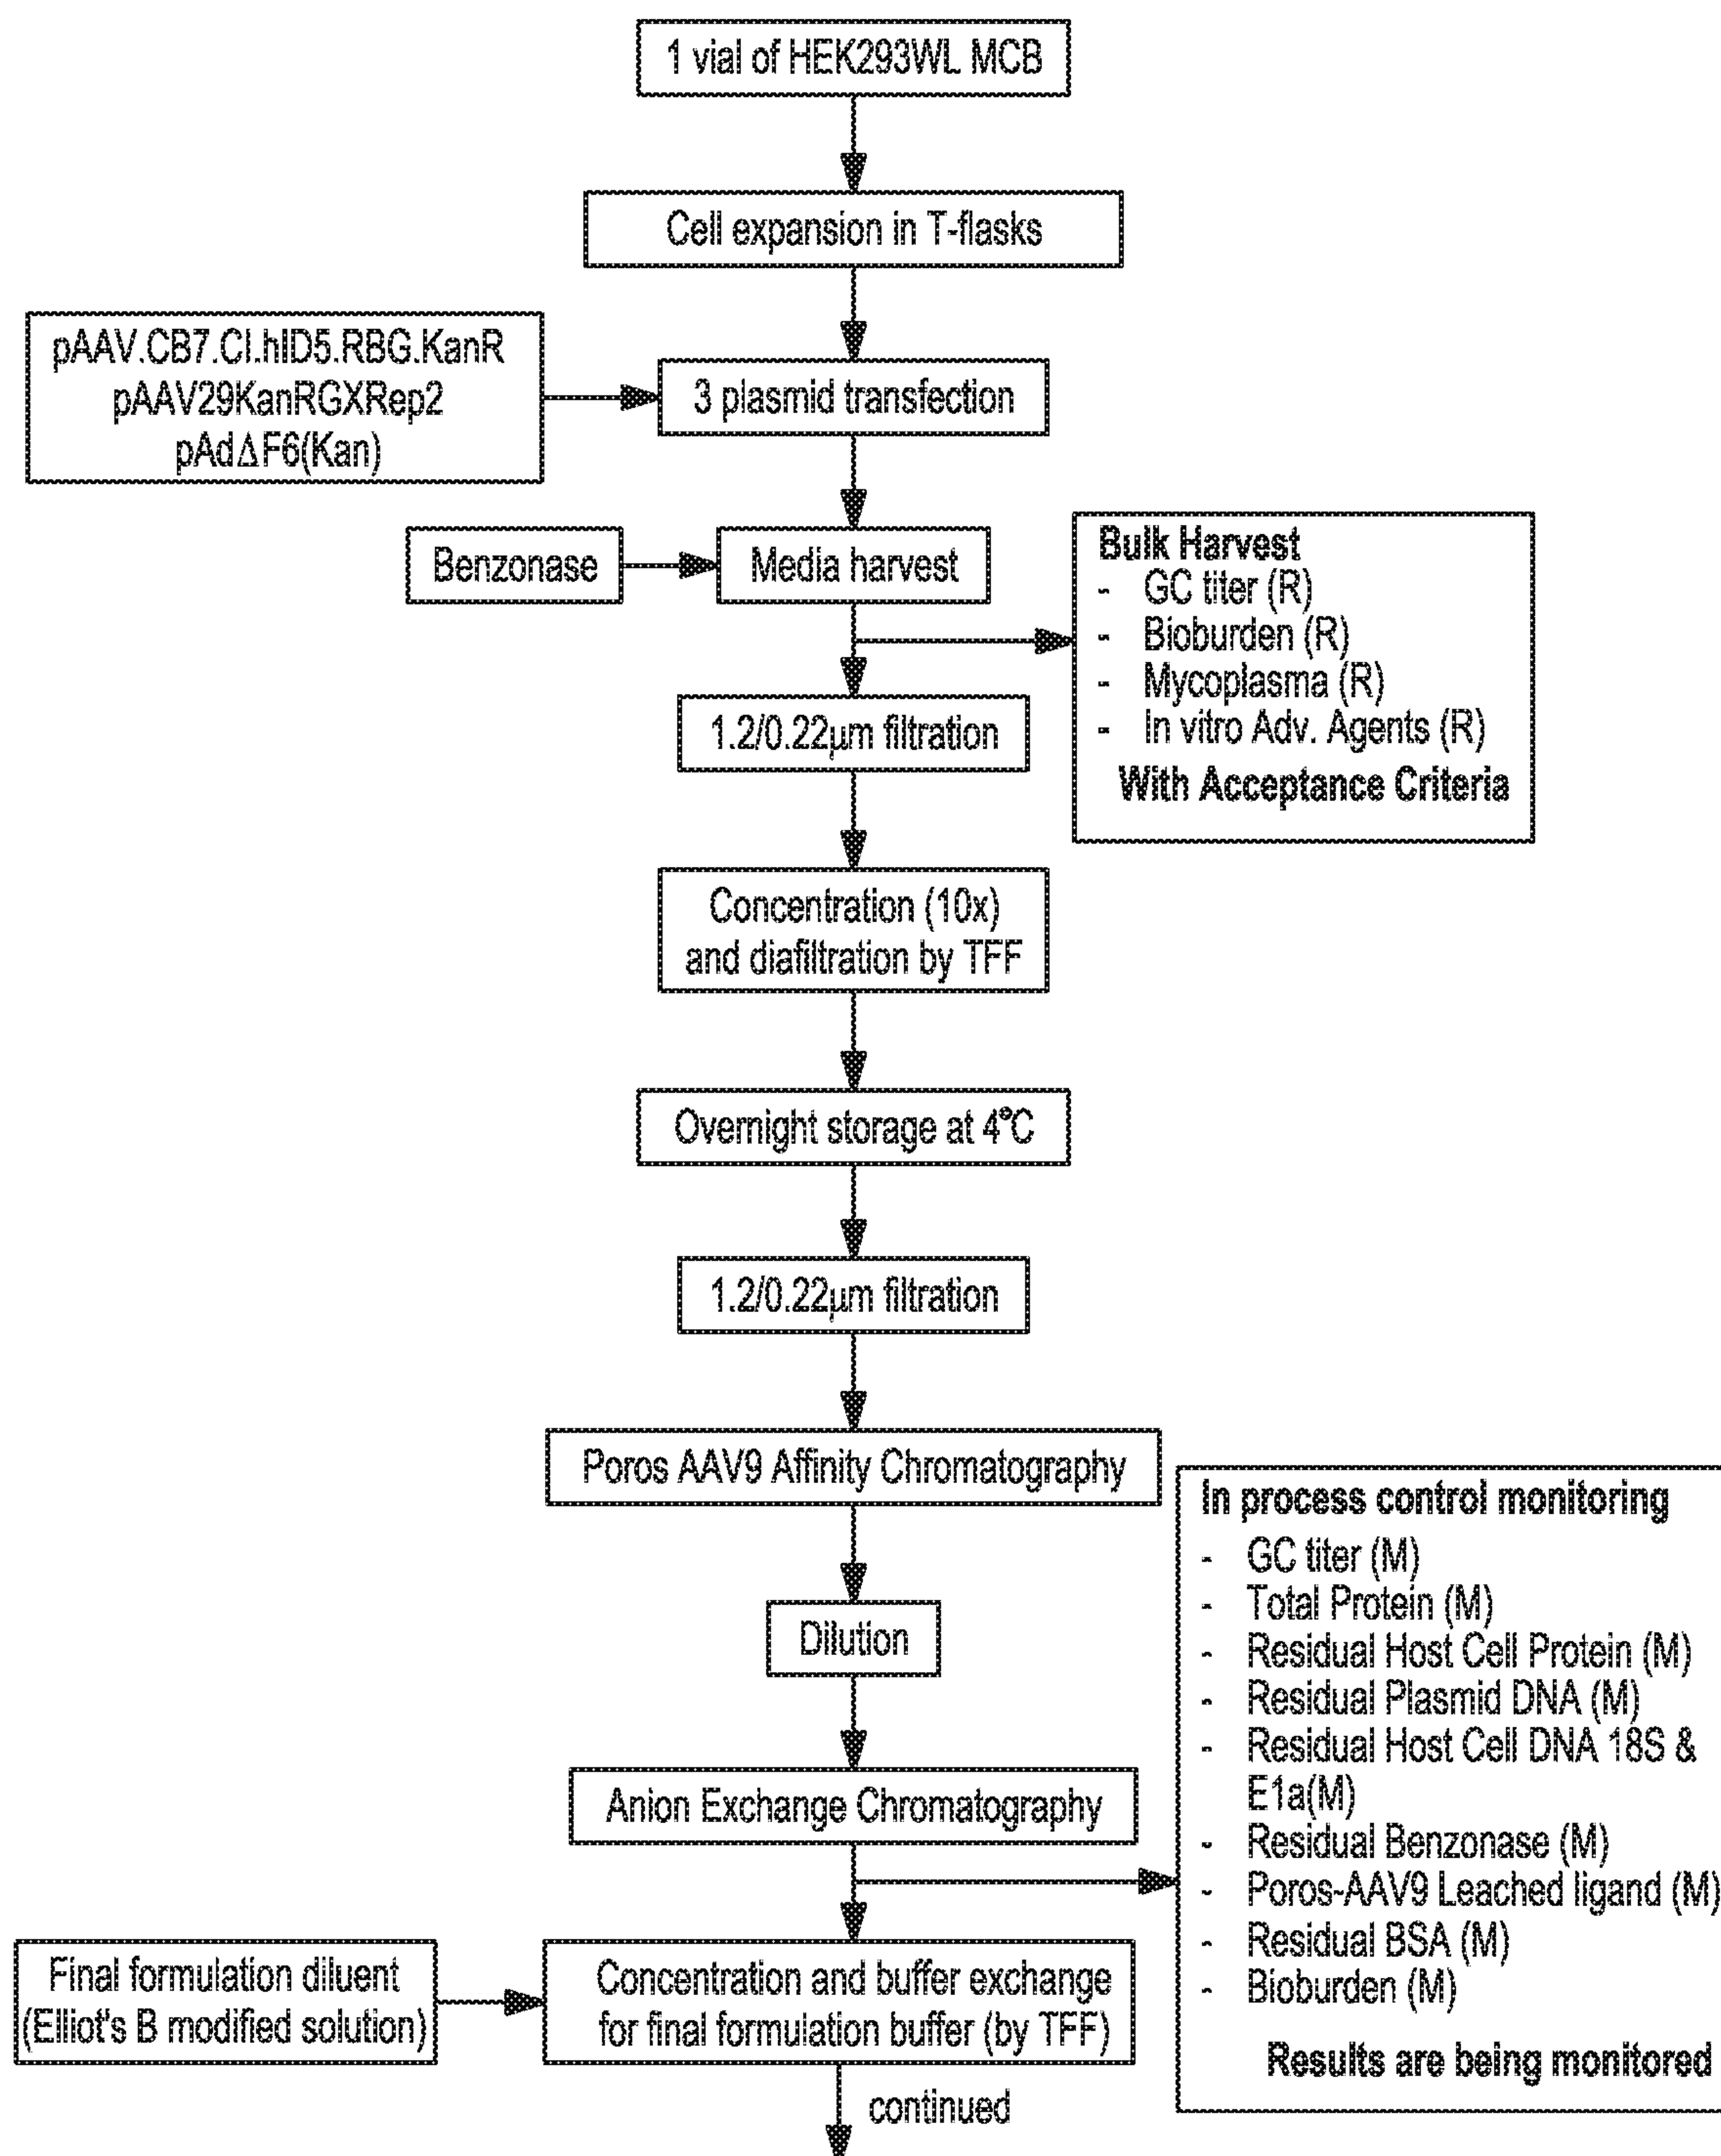 1 vial of HEK293WL MCB
Cell expansion in T-flasks
pAAV.CB7.CI.hIDS.RBG.KanR
pAAV29KanRGXRep2
pAdΔF6(Kan)
3 plasmid transfection
Benzonase
Media harvest
Bulk Harvest
- GC titer (R)
- Bioburden (R)
- Mycoplasma (R)
- In vitro Adv. Agents (R)
With Acceptance Criteria
1.2/0.22µm filtration
Concentration (10x)
and diafiltration by TFF
Overnight storage at 4°C
1.2/0.22µm filtration
Poros AAV9 Affinity Chromatography
Dilution
Anion Exchange Chromatography
In process control monitoring
- GC titer (M)
- Total Protein (M)
- Residual Host Cell Protein (M)
- Residual Plasmid DNA (M)
- Residual Host Cell DNA 18S &
E1a(M)
- Residual Benzonase (M)
- Poros-AAV9 Leached ligand (M)
- Residual BSA (M)
- Bioburden (M)
Results are being monitored
Final formulation diluent
(Elliot's B modified solution)
Concentration and buffer exchange
for final formulation buffer (by TFF)
continued